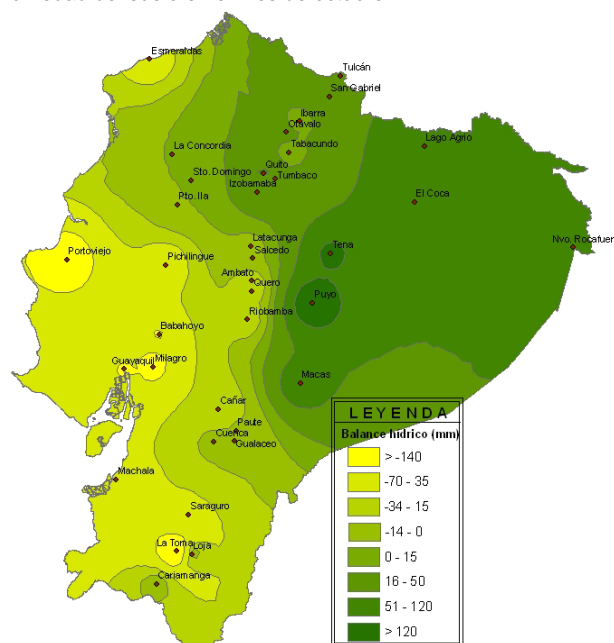 Esmeraldas
Tulcán
San Gabriel
Ibarra
Otavalo
Tabacundo
La Concordia
Lago Agrio
Quito
Tumbaco
Sto. Domingo
Izobamba
El Coca
Pto. Ila
Latacunga
Salcedo
Tena
Nvo. Rocafuer
Portoviejo
Pichilingue
Ambato
Quero
Puyo
Riobamba
Babahoyo
Guayaquil
Milagro
Macas
Cañar
Paute
Cuenca
Gualaceo
Machala
Saraguro
La Toma
Loja
Cariamanga
LEYENDA
Balance hídrico (mm)
> -140
-70 - 35
-34 - 15
-14 - 0
0 - 15
16 - 50
51 - 120
> 120